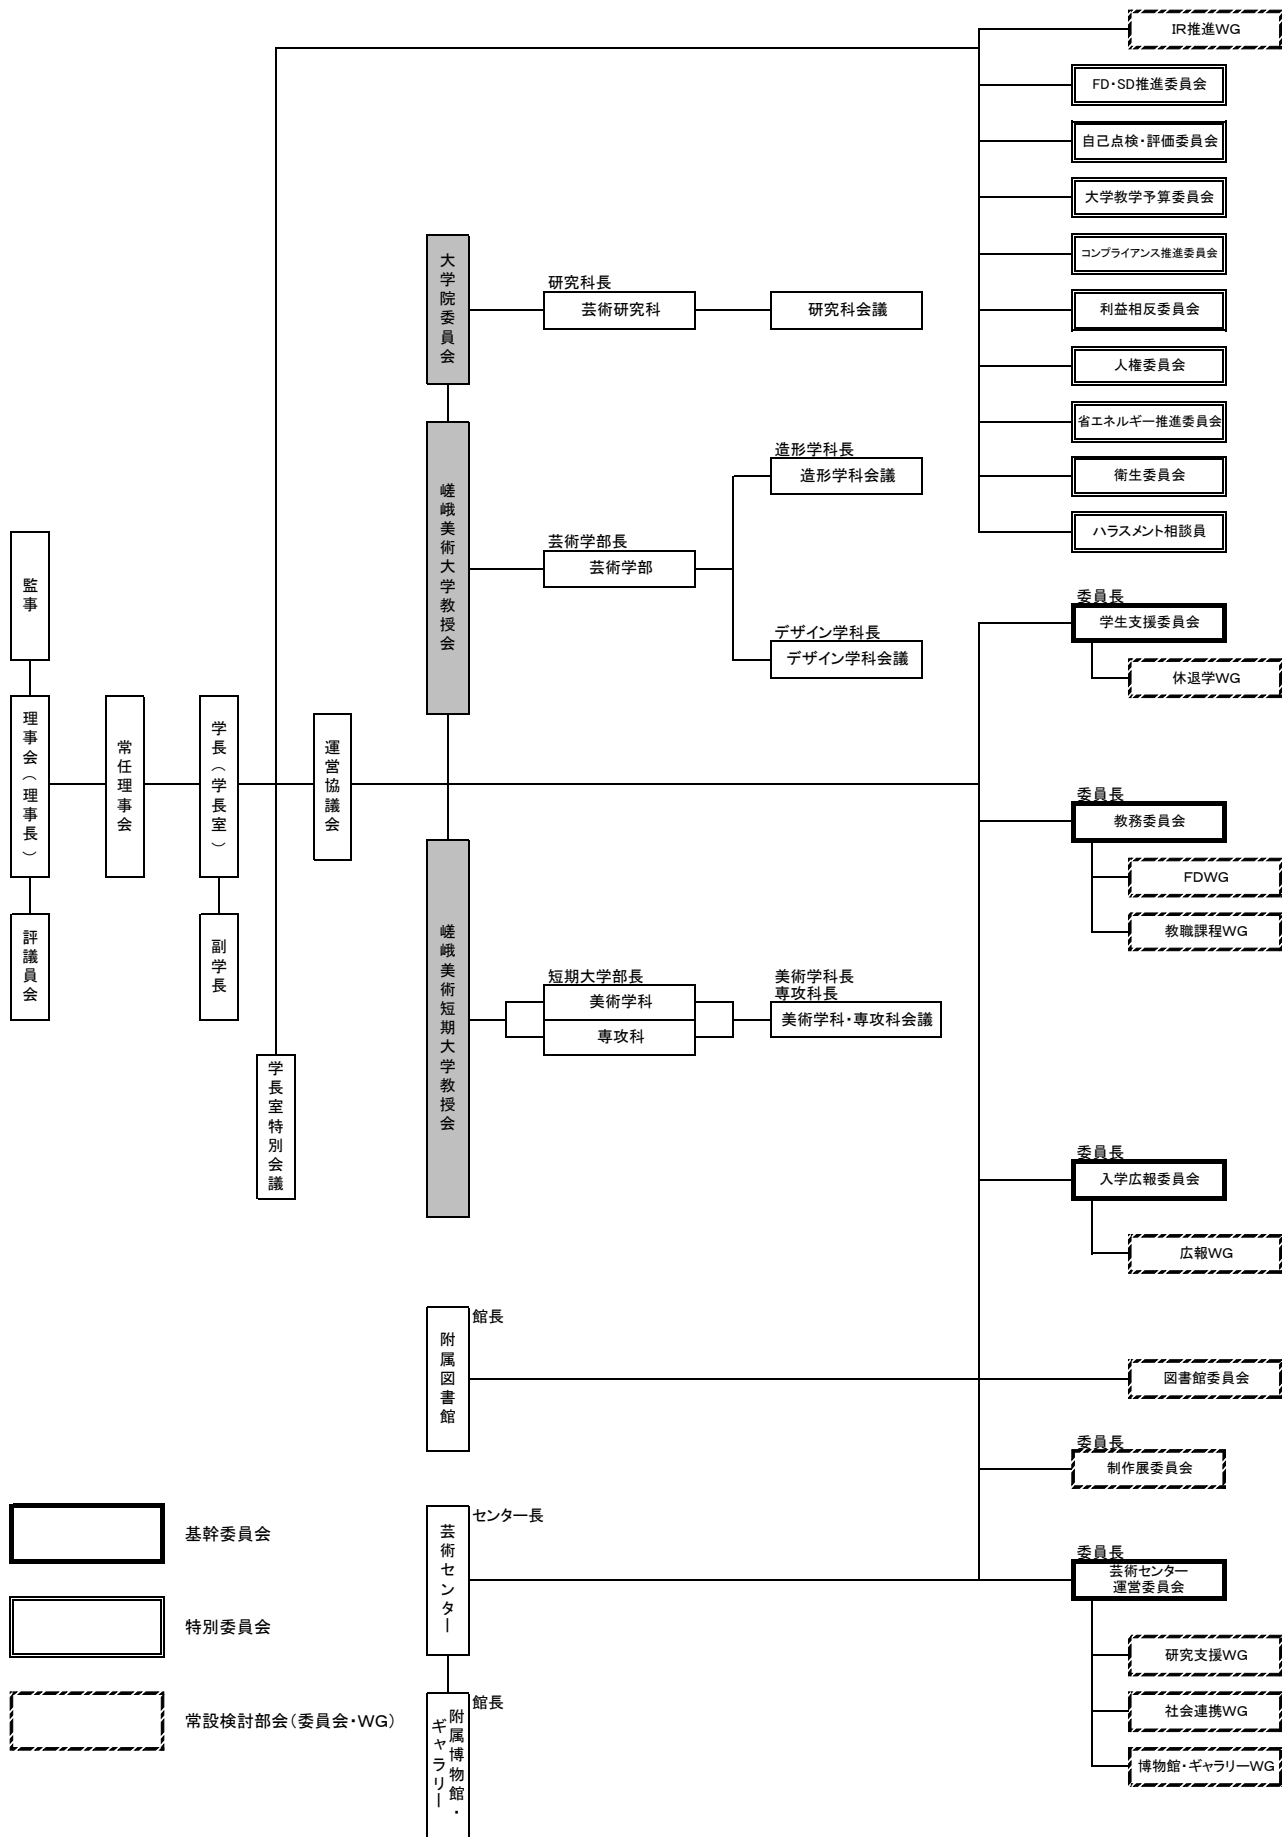 IR推進WG
FD・SD推進委員会
自己点検・評価委員会
大学教学予算委員会
コンプライアンス推進委員会
利益相反委員会
人権委員会
省エネルギー推進委員会
衛生委員会
ハラスメント相談員
大学院委員会
研究科長
芸術研究科
研究科会議
嵯峨美術大学教授会
芸術学部長
芸術学部
造形学科長
造形学科会議
デザイン学科長
デザイン学科会議
監事
理事会（理事長）
評議員会
常任理事会
学長（学長室）
副学長
学長室特別会議
運営協議会
嵯峨美術短期大学教授会
短期大学部長
美術学科
専攻科
美術学科長
専攻科長
美術学科・専攻科会議
委員長
学生支援委員会
休退学WG
委員長
教務委員会
FDWG
教職課程WG
委員長
入学広報委員会
広報WG
館長
附属図書館
図書館委員会
委員長
制作展委員会
センター長
芸術センター
委員長
芸術センター
運営委員会
研究支援WG
社会連携WG
博物館・ギャラリーWG
館長
附属博物館・
ギャラリー
基幹委員会
特別委員会
常設検討部会（委員会・WG）